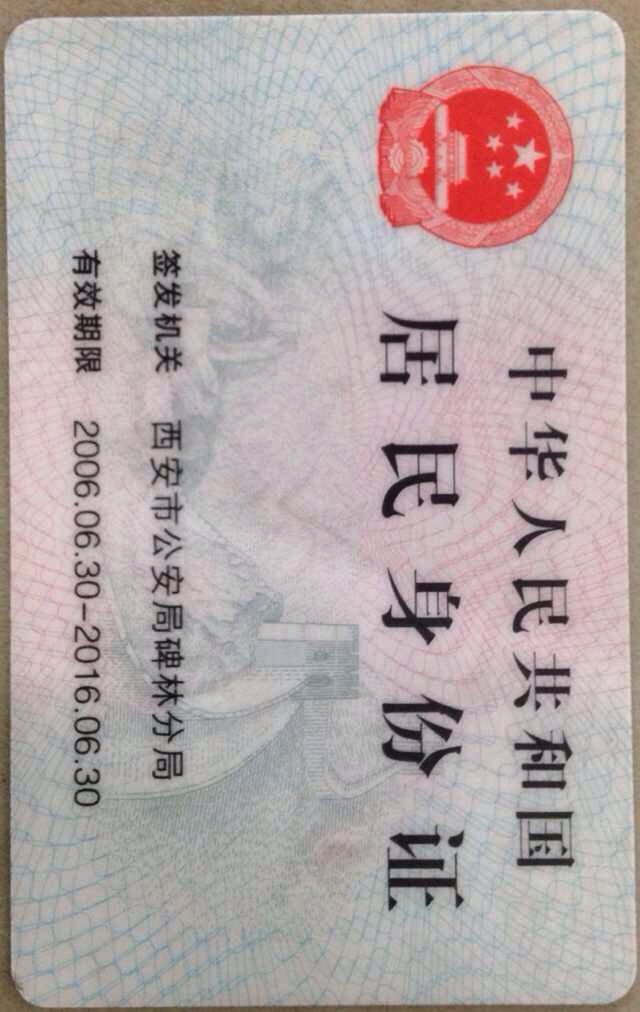 中华人民共和国
居民身份证
签发机关 西安市公安局碑林分局
有效期限 2006.06.30-2016.06.30